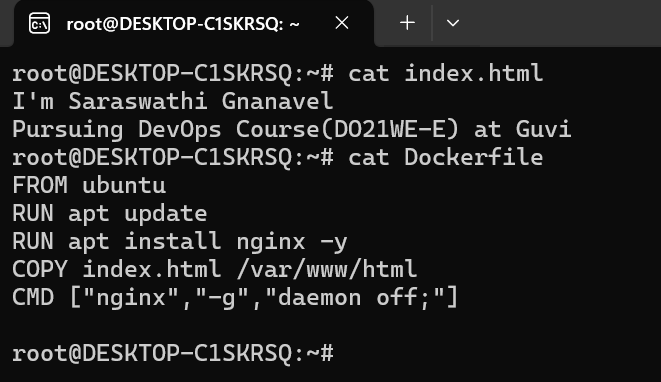 root@DESKTOP-C1SKRSQ: ~
root@DESKTOP-C1SKRSQ:~# cat index.html
I'm Saraswathi Gnanavel
Pursuing DevOps Course(DO21WE-E) at Guvi
root@DESKTOP-C1SKRSQ:~# cat Dockerfile
FROM ubuntu
RUN apt update
RUN apt install nginx -y
COPY index.html /var/www/html
CMD ["nginx","-g","daemon off;"]
root@DESKTOP-C1SKRSQ:~#